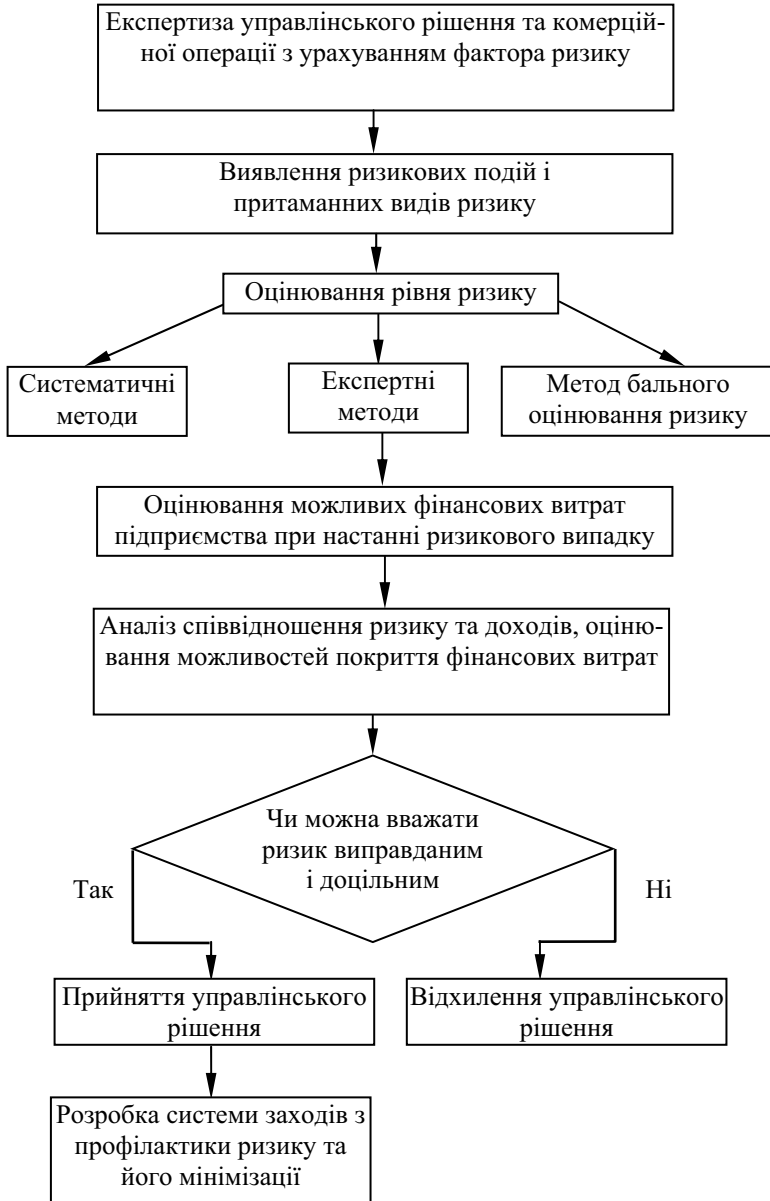 Експертиза управлінського рішення та комерцій-
ної операції з урахуванням фактора ризику
Виявлення ризикових подій і
притаманних видів ризику
Оцінювання рівня ризику
Систематичні
методи
Експертні
методи
Метод бального
оцінювання ризику
Оцінювання можливих фінансових витрат
підприємства при настанні ризикового випадку
Аналіз співвідношення ризику та доходів, оціню-
вання можливостей покриття фінансових витрат
Чи можна вважати
ризик виправданим
і доцільним
Так
Ні
Прийняття управлінського
рішення
Відхилення управлінського
рішення
Розробка системи заходів з
профілактики ризику та
його мінімізації